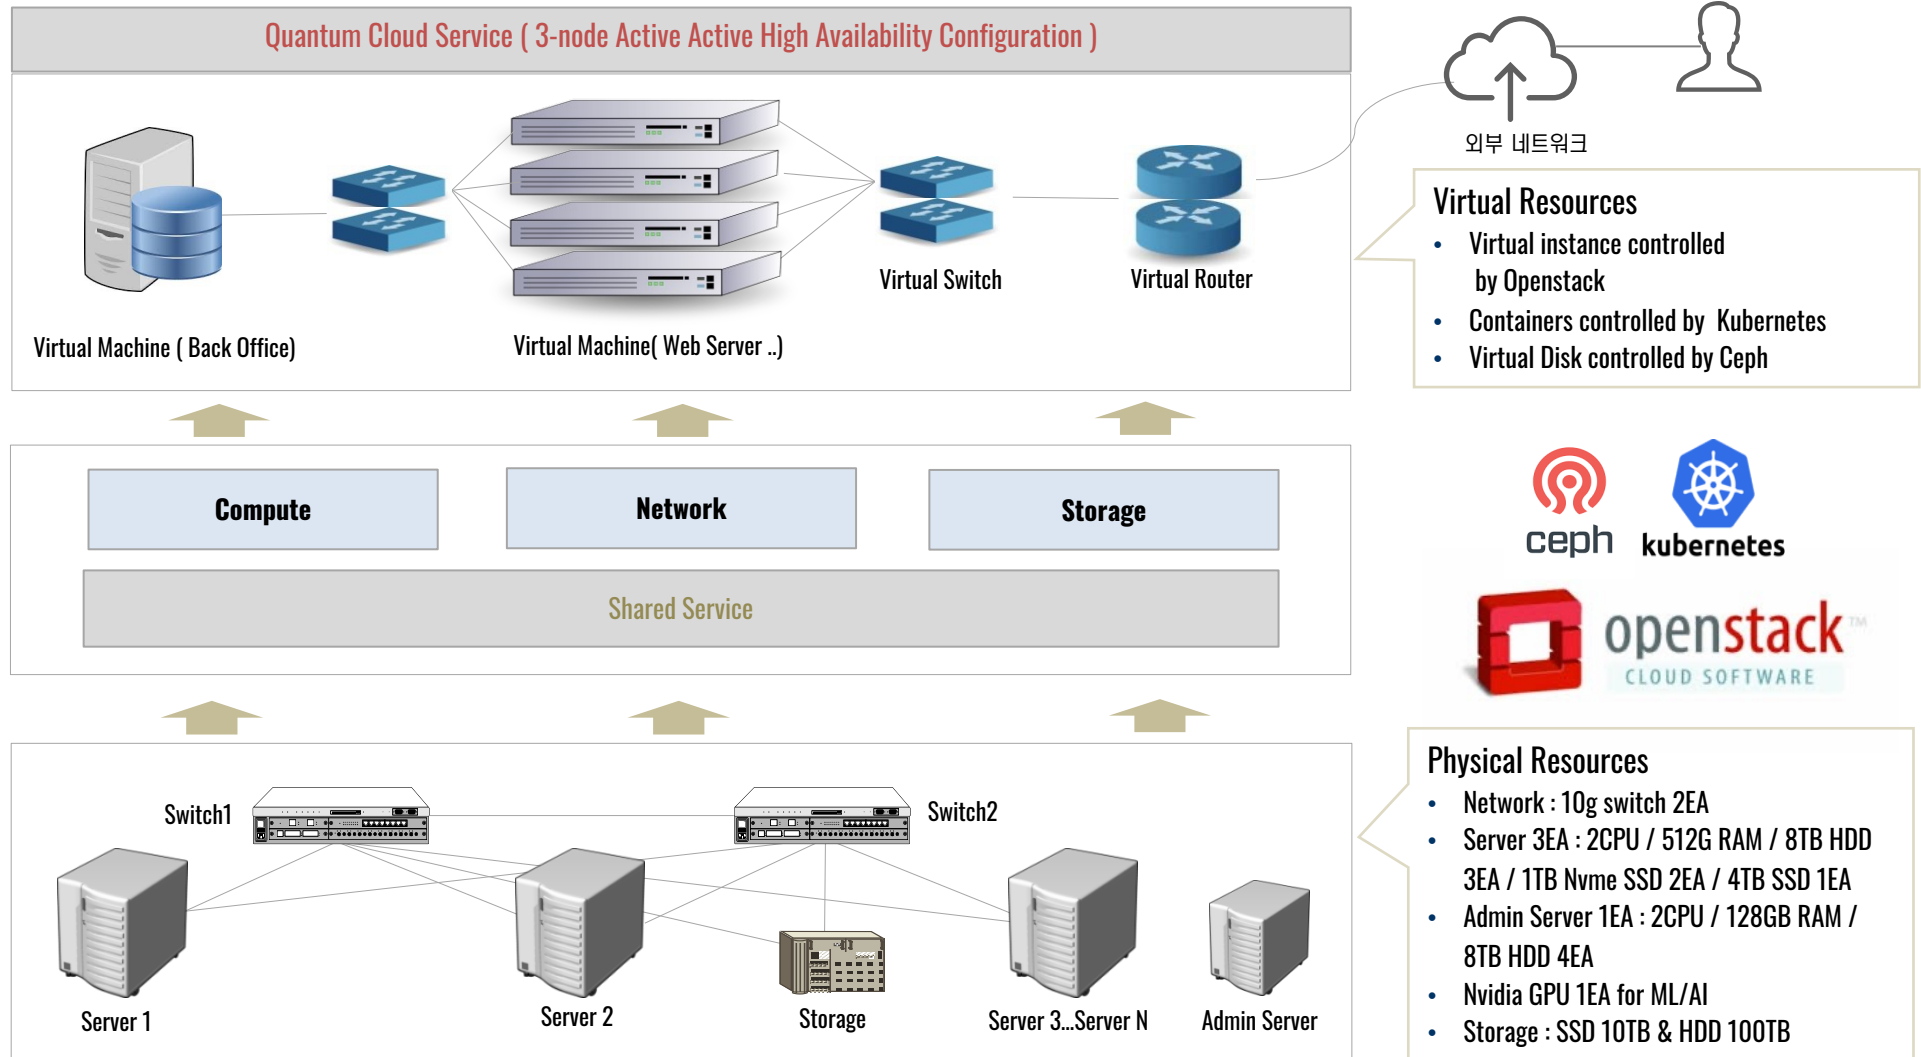 Quantum Cloud Service ( 3-node Active Active High Availability Configuration )
외부 네트워크
Virtual Machine ( Back Office)
Virtual Machine( Web Server ..)
Virtual Switch
Virtual Router
Virtual Resources
• Virtual instance controlled
by Openstack
• Containers controlled by Kubernetes
• Virtual Disk controlled by Ceph
Compute
Network
Storage
Shared Service
ceph
kubernetes
openstack™
CLOUD SOFTWARE
Switch1
Switch2
Server 1
Server 2
Storage
Server 3...Server N
Admin Server
Physical Resources
• Network : 10g switch 2EA
• Server 3EA : 2CPU / 512G RAM / 8TB HDD
3EA / 1TB Nvme SSD 2EA / 4TB SSD 1EA
• Admin Server 1EA : 2CPU / 128GB RAM /
8TB HDD 4EA
• Nvidia GPU 1EA for ML/AI
• Storage : SSD 10TB & HDD 100TB